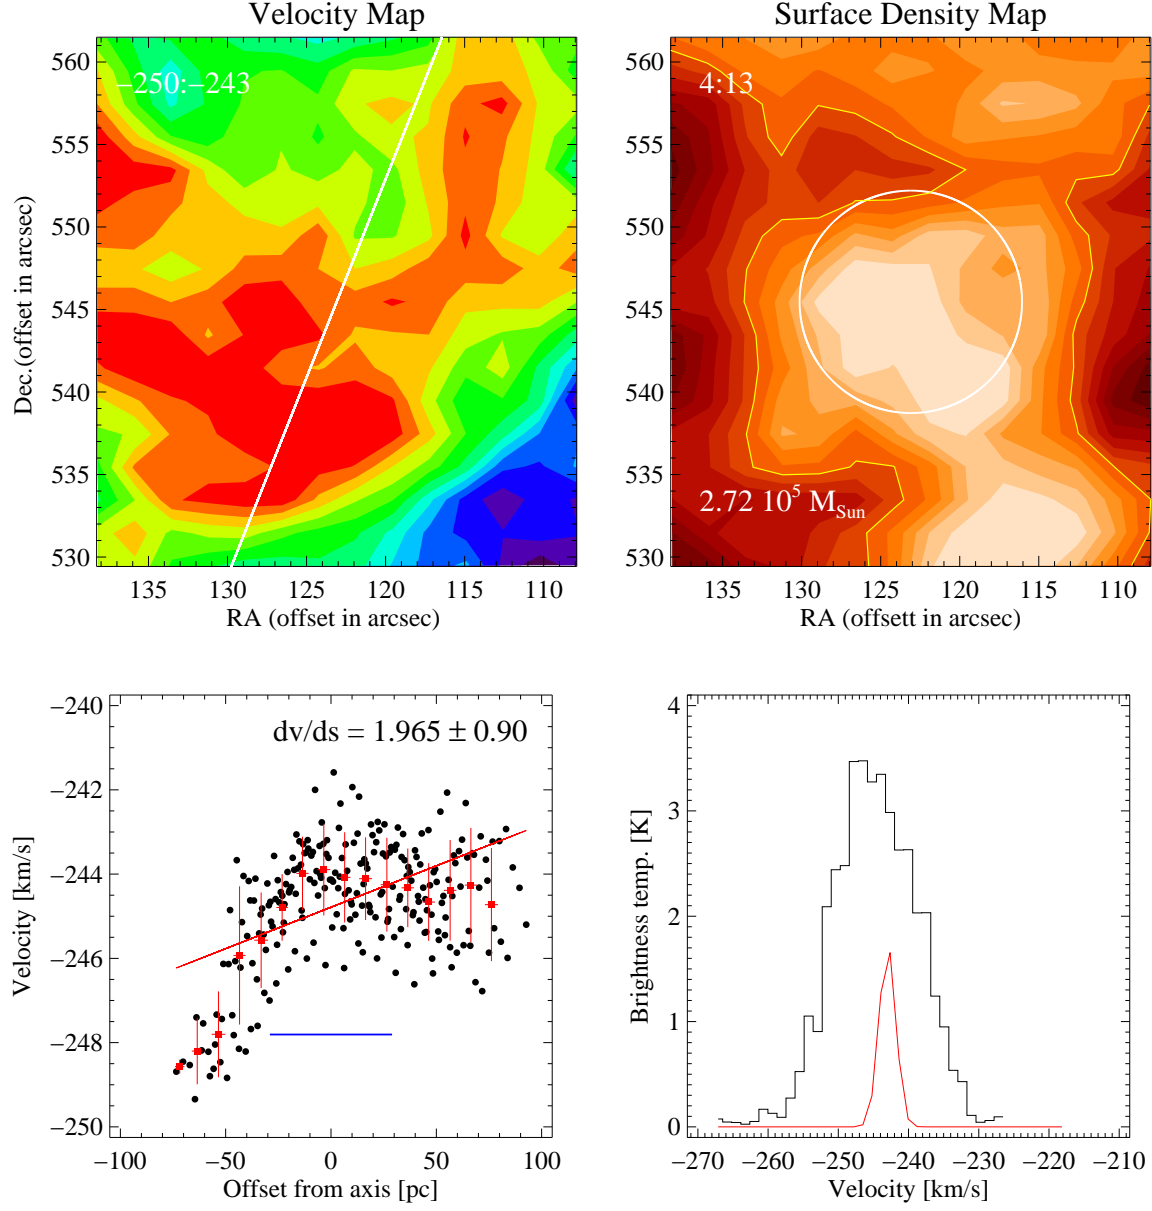 Velocity Map
Surface Density Map
−250:−243
4:13
560
555
550
545
540
535
530
Dec.(offset in arcsec)
135 130 125 120 115 110
RA (offset in arcsec)
560
555
550
545
540
535
530
2.72 10^5 M_Sun
135 130 125 120 115 110
RA (offsett in arcsec)
dv/ds = 1.965 ± 0.90
−240
−242
−244
−246
−248
−250
Velocity [km/s]
−100 −50 0 50 100
Offset from axis [pc]
4
3
2
1
0
Brightness temp. [K]
−270 −260 −250 −240 −230 −220 −210
Velocity [km/s]